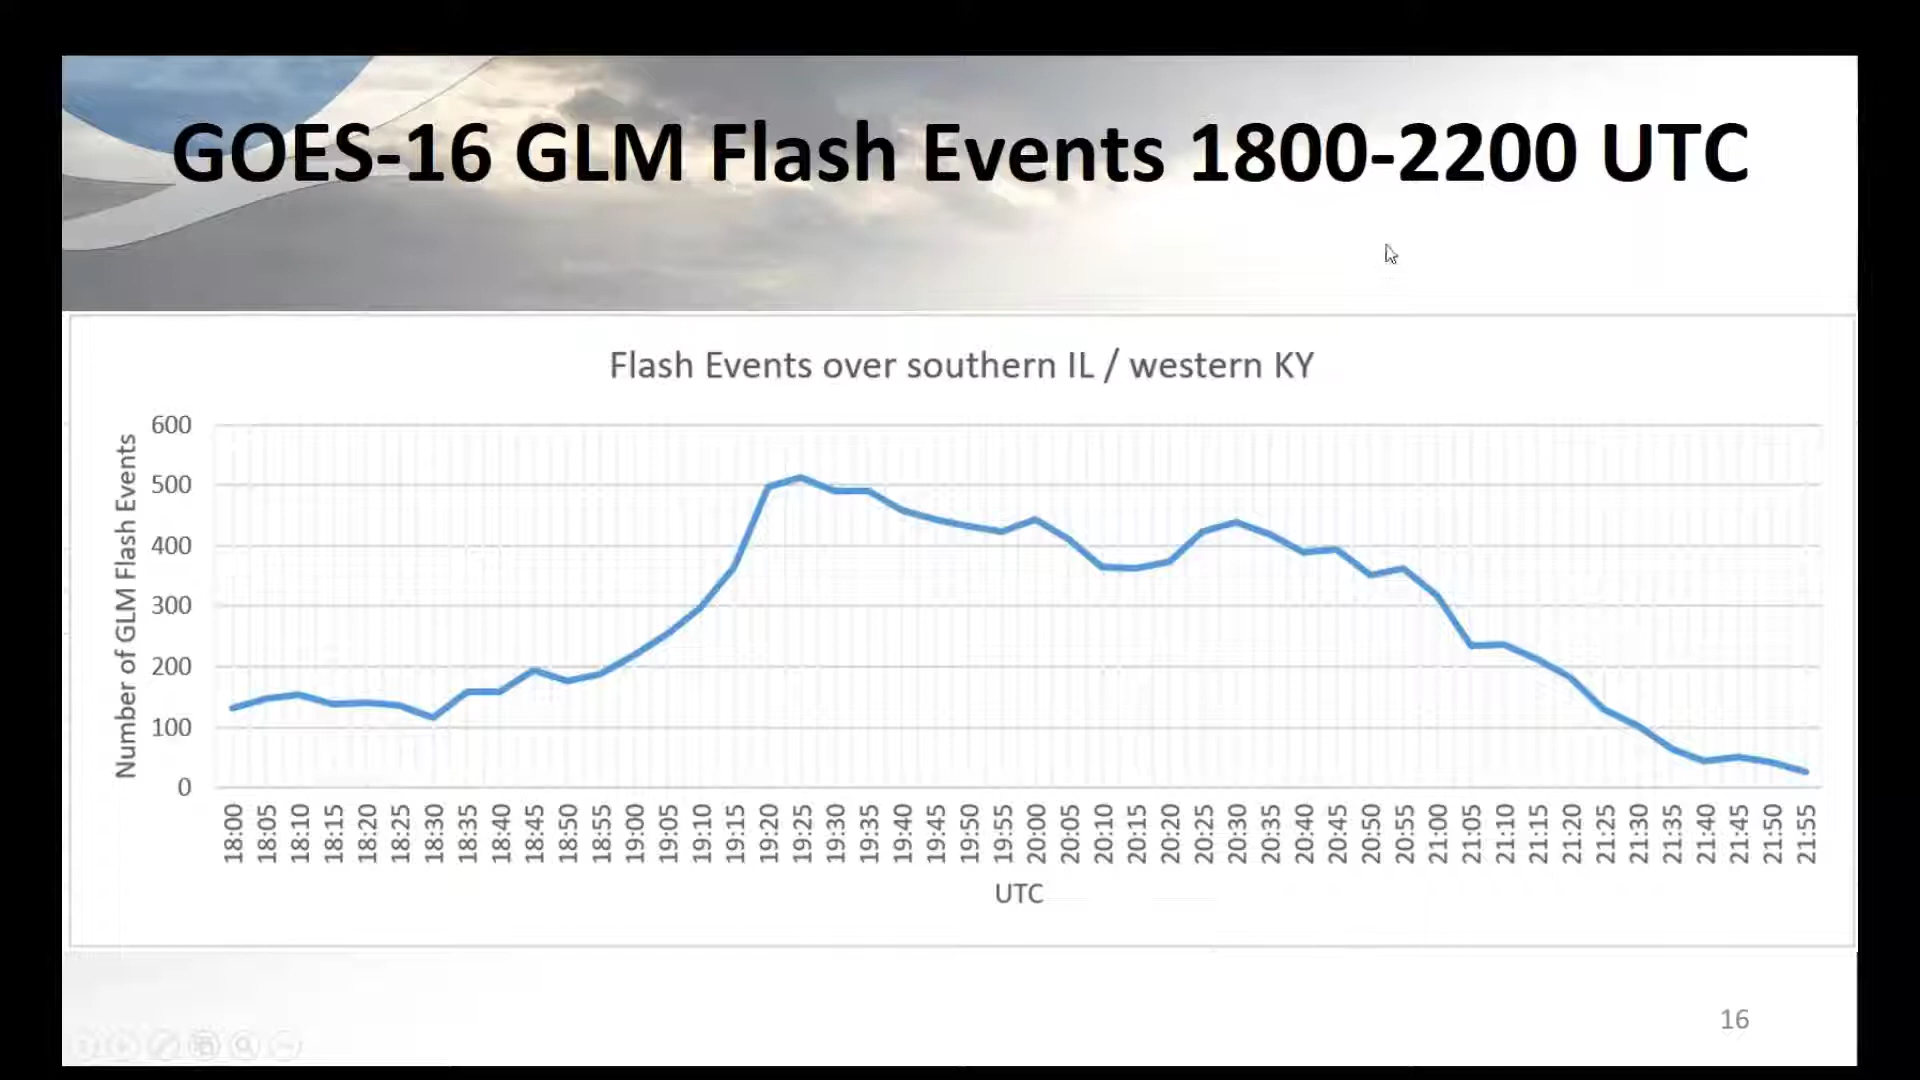 GOES-16 GLM Flash Events 1800-2200 UTC
Flash Events over southern IL / western KY
Number of GLM Flash Events
600
500
400
300
200
100
0
18:00 18:05 18:10 18:15 18:20 18:25 18:30 18:35 18:40 18:45 18:50 18:55 19:00 19:05 19:10 19:15 19:20 19:25 19:30 19:35 19:40 19:45 19:50 19:55 20:00 20:05 20:10 20:15 20:20 20:25 20:30 20:35 20:40 20:45 20:50 20:55 21:00 21:05 21:10 21:15 21:20 21:25 21:30 21:35 21:40 21:45 21:50 21:55
UTC
16